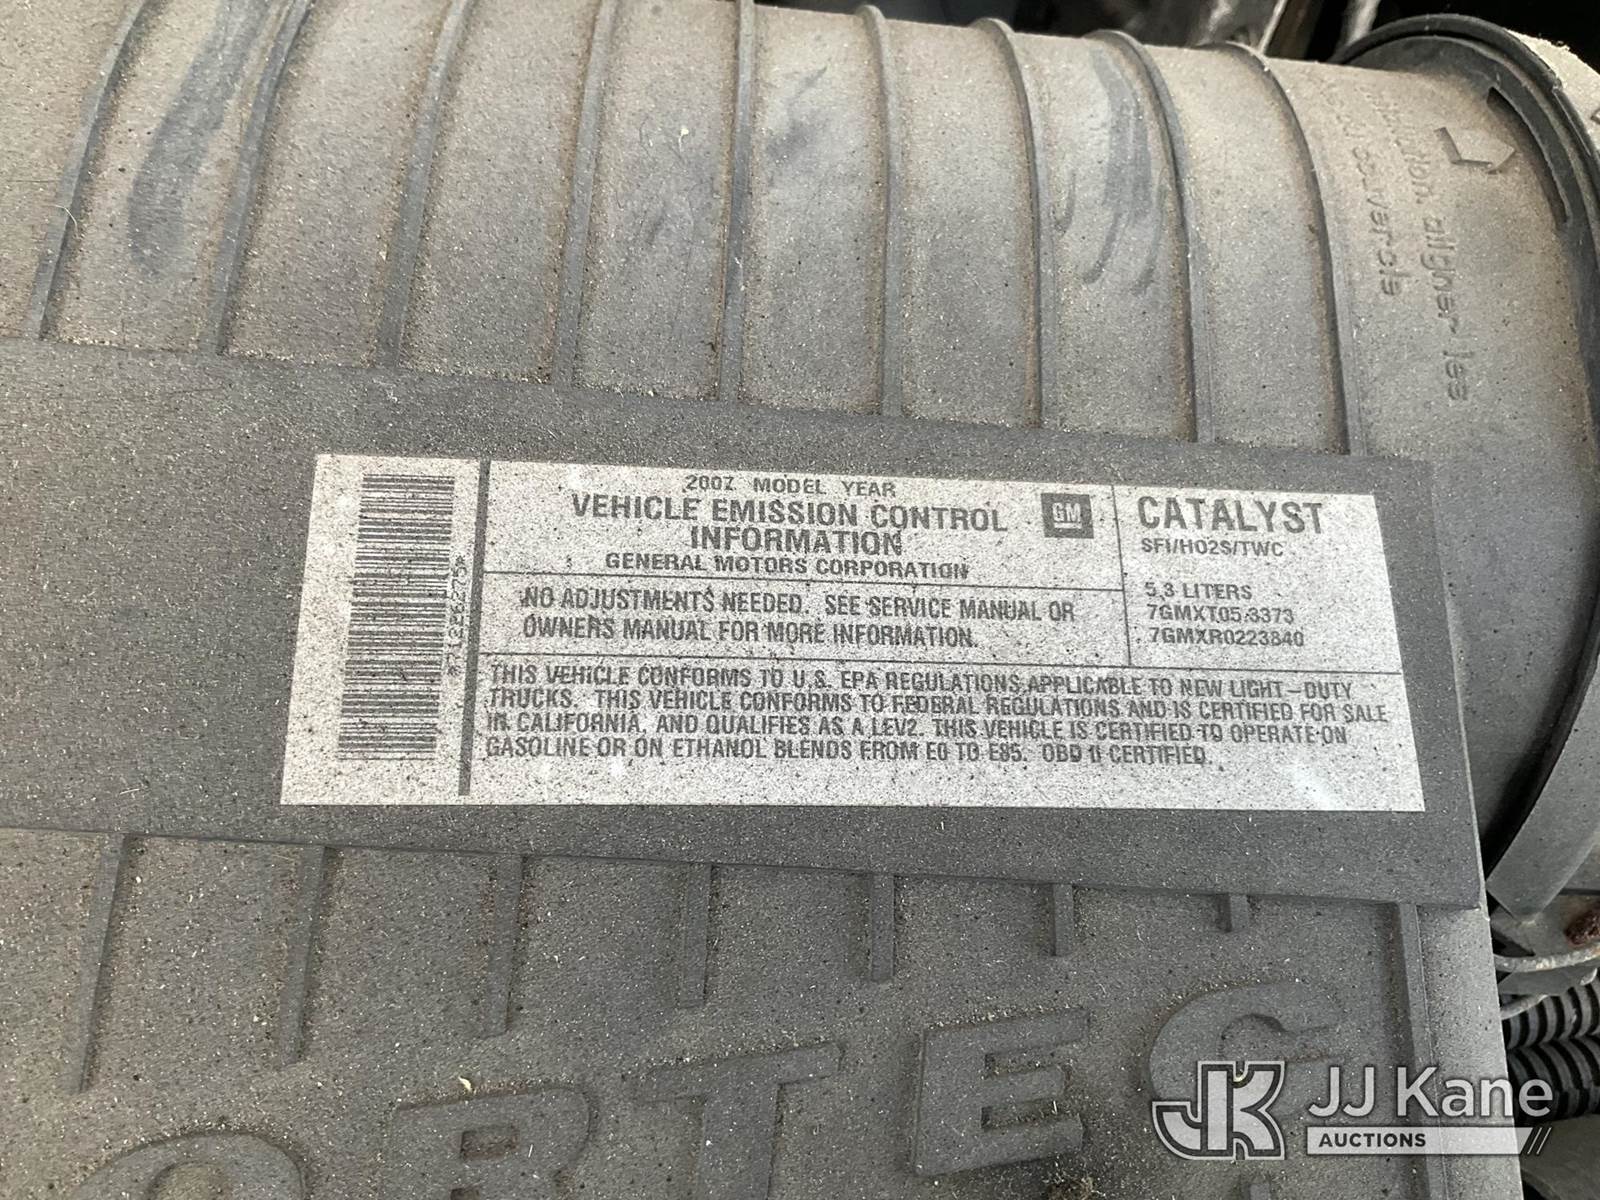 2007 MODEL YEAR
VEHICLE EMISSION CONTROL
INFORMATION
GENERAL MOTORS CORPORATION
GM
NO ADJUSTMENTS NEEDED. SEE SERVICE MANUAL OR
OWNERS MANUAL FOR MORE INFORMATION.
CATALYST
SFI/HO2S/TWC
5.3 LITERS
7GMXT05.3373
7GMXR0223840
THIS VEHICLE CONFORMS TO U.S. EPA REGULATIONS APPLICABLE TO NEW LIGHT-DUTY
TRUCKS. THIS VEHICLE CONFORMS TO FEDERAL REGULATIONS AND IS CERTIFIED FOR SALE
IN CALIFORNIA, AND QUALIFIES AS A LEV2. THIS VEHICLE IS CERTIFIED TO OPERATE ON
GASOLINE OR ON ETHANOL BLENDS FROM E0 TO E85. OBD II CERTIFIED.
*12626275*
ORTEC
JK JJ Kane
AUCTIONS